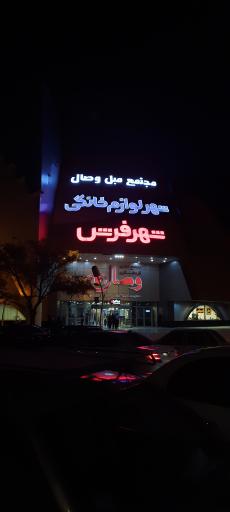 مجتمع مبل وصال
شهر لوازم خانگی
شهر فرش
وصال